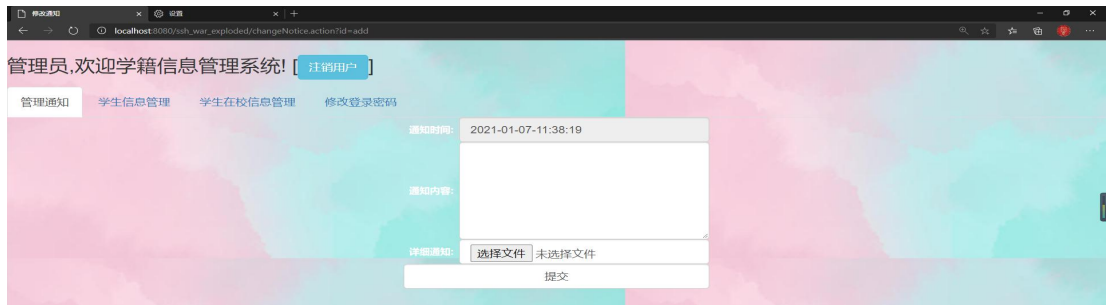 修改通知
设置
localhost:8080/ssh_war_exploded/changeNotice.action?id=add
管理员,欢迎学籍信息管理系统! [ 注销用户 ]
管理通知 学生信息管理 学生在校信息管理 修改登录密码
通知时间: 2021-01-07-11:38:19
通知内容:
详细通知: 选择文件 未选择文件
提交